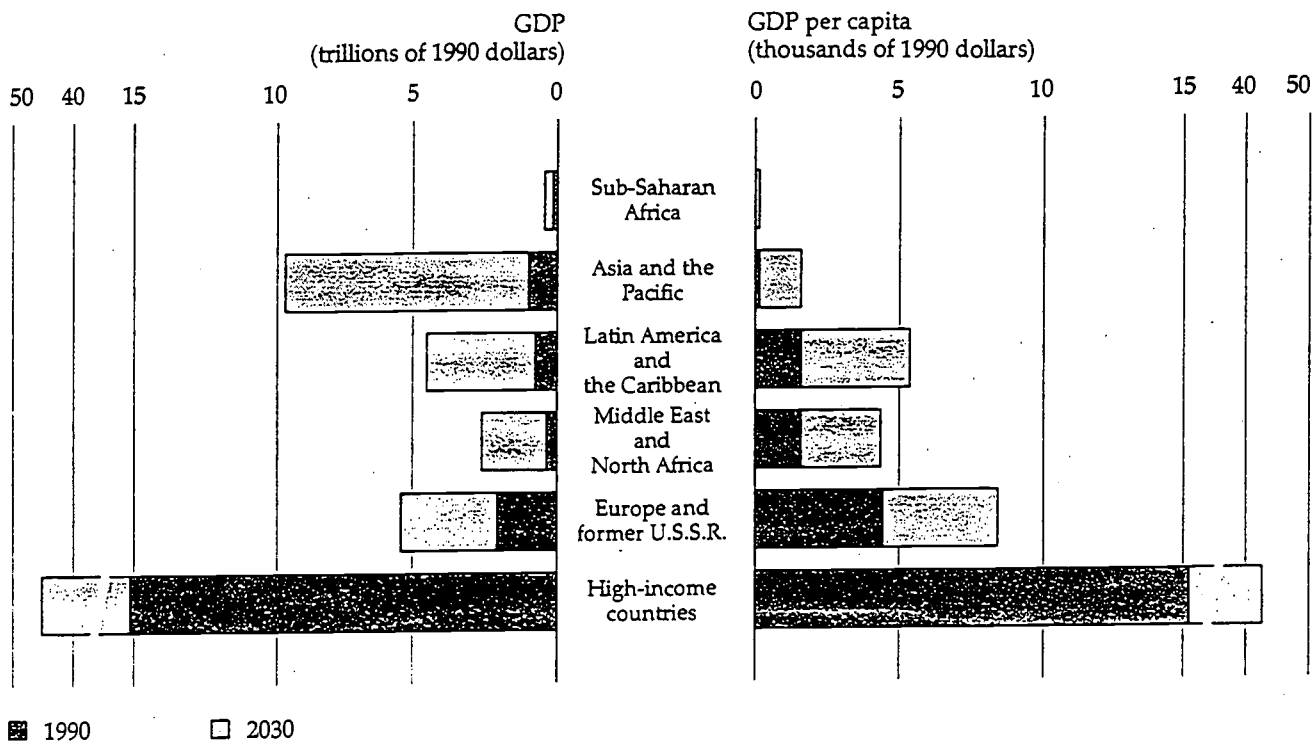 GDP
(trillions of 1990 dollars)
GDP per capita
(thousands of 1990 dollars)
50 40 15 10 5 0
0 5 10 15 40 50
Sub-Saharan
Africa
Asia and the
Pacific
Latin America
and
the Caribbean
Middle East
and
North Africa
Europe and
former U.S.S.R.
High-income
countries
1990 2030